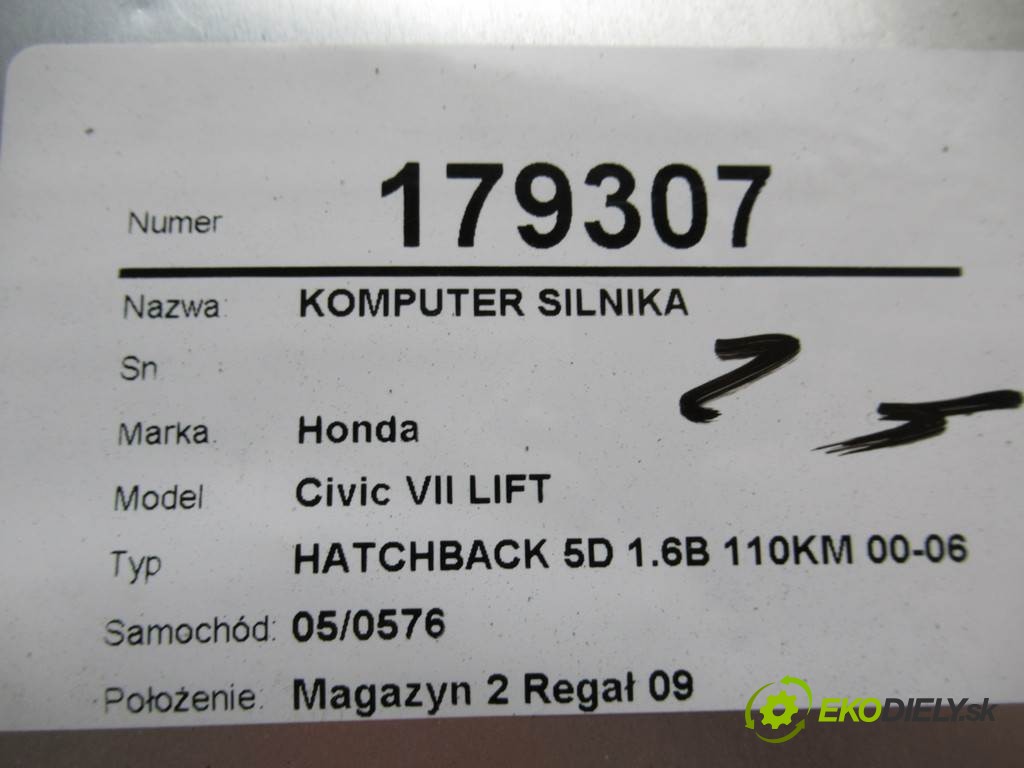 Numer 179307
Nazwa: KOMPUTER SILNIKA
Sn
Marka: Honda
Model Civic VII LIFT
Typ HATCHBACK 5D 1.6B 110KM 00-06
Samochód: 05/0576
Położenie: Magazyn 2 Regał 09
EKODIELY.sk